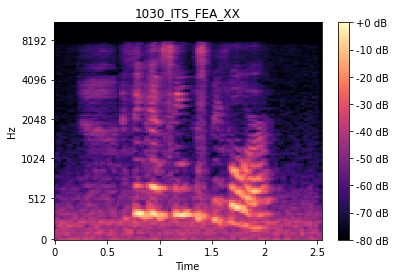 1030_ITS_FEA_XX
8192
4096
2048
1024
512
0
Hz
0
0.5
1
1.5
2
2.5
Time
+0 dB
-10 dB
-20 dB
-30 dB
-40 dB
-50 dB
-60 dB
-70 dB
-80 dB